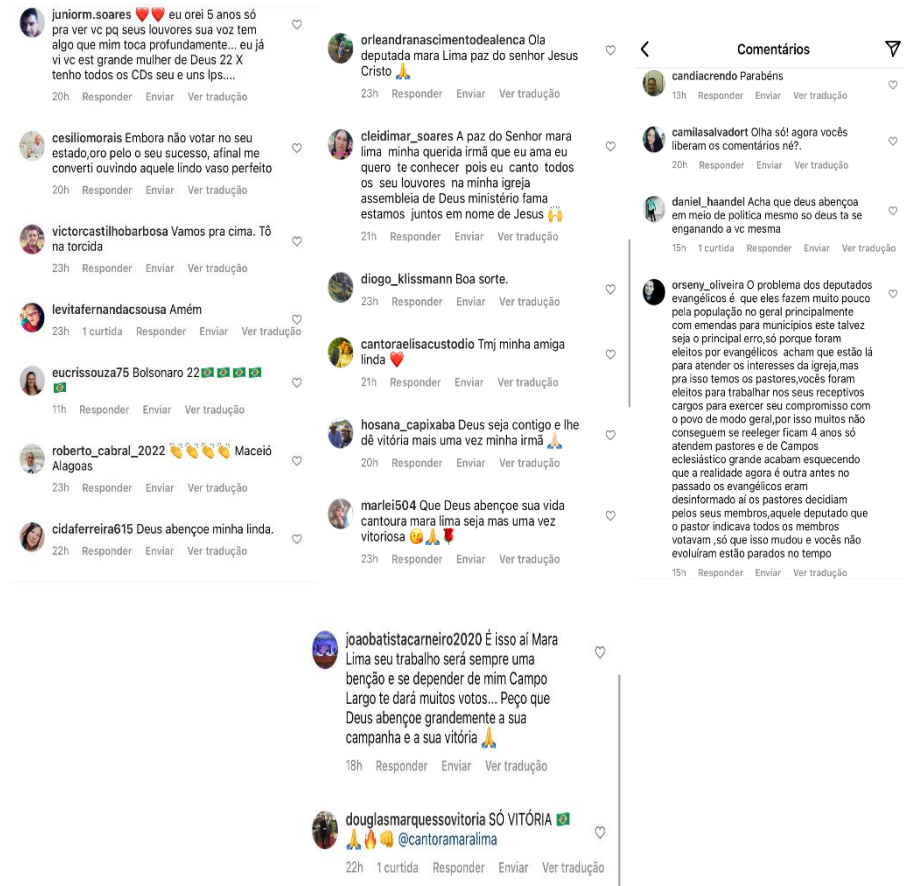 juniorm.soares ❤️❤️ eu orei 5 anos só
pra ver vc pq seus louvores sua voz tem
algo que mim toca profundamente... eu já
vi vc est grande mulher de Deus 22 X
tenho todos os CDs seu e uns lps....
20h Responder Enviar Ver tradução
cesiliomorais Embora não votar no seu
estado,oro pelo o seu sucesso, afinal me
converti ouvindo aquele lindo vaso perfeito
20h Responder Enviar Ver tradução
victorcastilhobarbosa Vamos pra cima. Tô
na torcida
23h Responder Enviar Ver tradução
levitafernandacsousa Amém
23h 1 curtida Responder Enviar Ver tradução
eucrissouza75 Bolsonaro 22🇧🇷🇧🇷🇧🇷🇧🇷
🇧🇷
11h Responder Enviar Ver tradução
roberto_cabral_2022 👏👏👏👏 Maceió
Alagoas
23h Responder Enviar Ver tradução
cidaferreira615 Deus abençoe minha linda.
22h Responder Enviar Ver tradução
orleandranascimentodealenca Ola
deputada mara Lima paz do senhor Jesus
Cristo 🙏
23h Responder Enviar Ver tradução
cleidimar_soares A paz do Senhor mara
lima minha querida irmã que eu ama eu
quero te conhecer pois eu canto todos
os seu louvores na minha igreja
assembleia de Deus ministério fama
estamos juntos em nome de Jesus 🙌
21h Responder Enviar Ver tradução
diogo_klissmann Boa sorte.
23h Responder Enviar Ver tradução
cantoraelisacustodio Tmj minha amiga
linda ❤️
21h Responder Enviar Ver tradução
hosana_capixaba Deus seja contigo e lhe
dê vitória mais uma vez minha irmã 🙏🏻
20h Responder Enviar Ver tradução
marlei504 Que Deus abençoe sua vida
cantoura mara lima seja mas uma vez
vitoriosa 😘🙏🌹
23h Responder Enviar Ver tradução
Comentários
candiacrendo Parabéns
13h Responder Enviar Ver tradução
camilasalvadort Olha só! agora vocês
liberam os comentários né?.
20h Responder Enviar Ver tradução
daniel_haandel Acha que deus abençoa
em meio de politica mesmo so deus ta se
enganando a vc mesma
15h 1 curtida Responder Enviar Ver tradução
orseny_oliveira O problema dos deputados
evangélicos é que eles fazem muito pouco
pela população no geral principalmente
com emendas para municípios este talvez
seja o principal erro,só porque foram
eleitos por evangélicos acham que estão lá
para atender os interesses da igreja,mas
pra isso temos os pastores,vocês foram
eleitos para trabalhar nos seus receptivos
cargos para exercer seu compromisso com
o povo de modo geral,por isso muitos não
conseguem se reeleger ficam 4 anos só
atendem pastores e de Campos
eclesiástico grande acabam esquecendo
que a realidade agora é outra antes no
passado os evangélicos eram
desinformado aí os pastores decidiam
pelos seus membros,aquele deputado que
o pastor indicava todos os membros
votavam ,só que isso mudou e vocês não
evoluíram estão parados no tempo
15h Responder Enviar Ver tradução
joaobatistacarneiro2020 É isso aí Mara
Lima seu trabalho será sempre uma
benção e se depender de mim Campo
Largo te dará muitos votos... Peço que
Deus abençoe grandemente a sua
campanha e a sua vitória 🙏
18h Responder Enviar Ver tradução
douglasmarquessovitoria SÓ VITÓRIA 🇧🇷
🙏🔥👊 @cantoramaralima
22h 1 curtida Responder Enviar Ver tradução